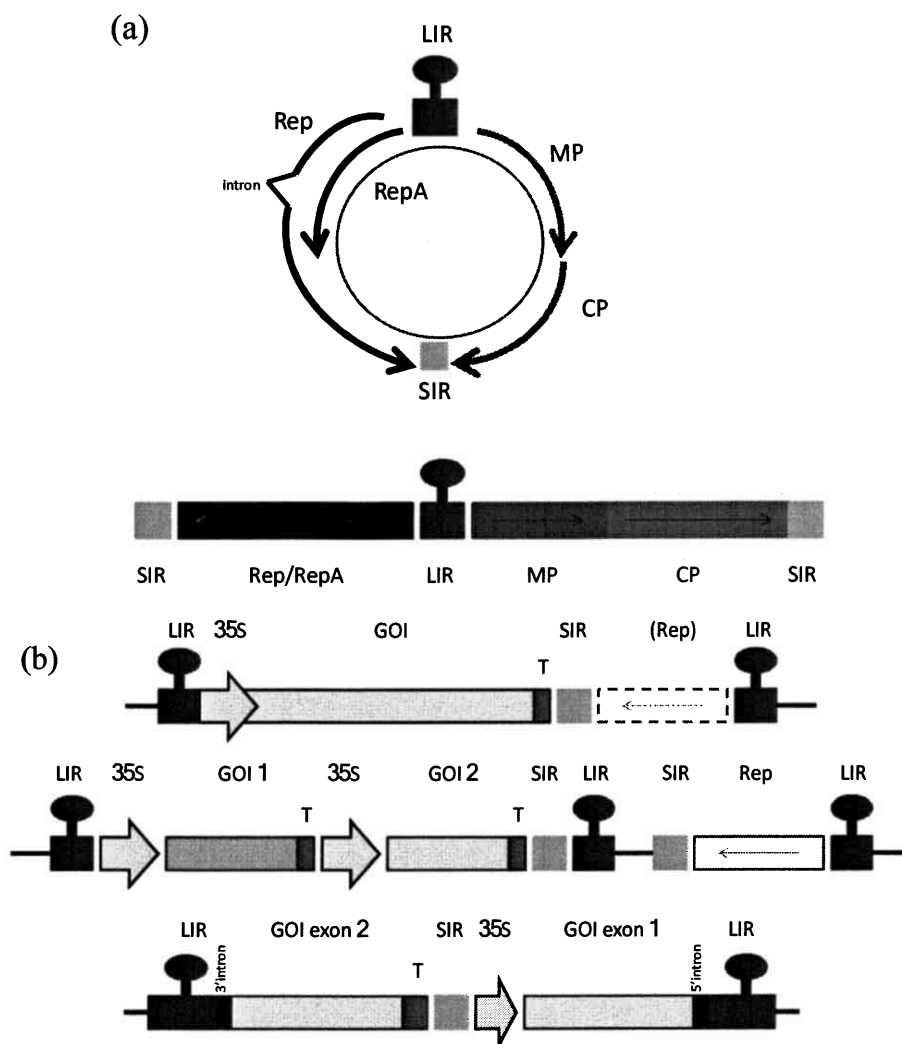 (a)
LIR
Rep
MP
intron
RepA
CP
SIR
SIR Rep/RepA LIR MP CP SIR
(b)
LIR 35S GOI SIR (Rep) LIR
T
LIR 35S GOI 1 35S GOI 2 SIR LIR SIR Rep LIR
T T
LIR GOI exon 2 SIR 35S GOI exon 1 LIR
3'intron T 5'intron